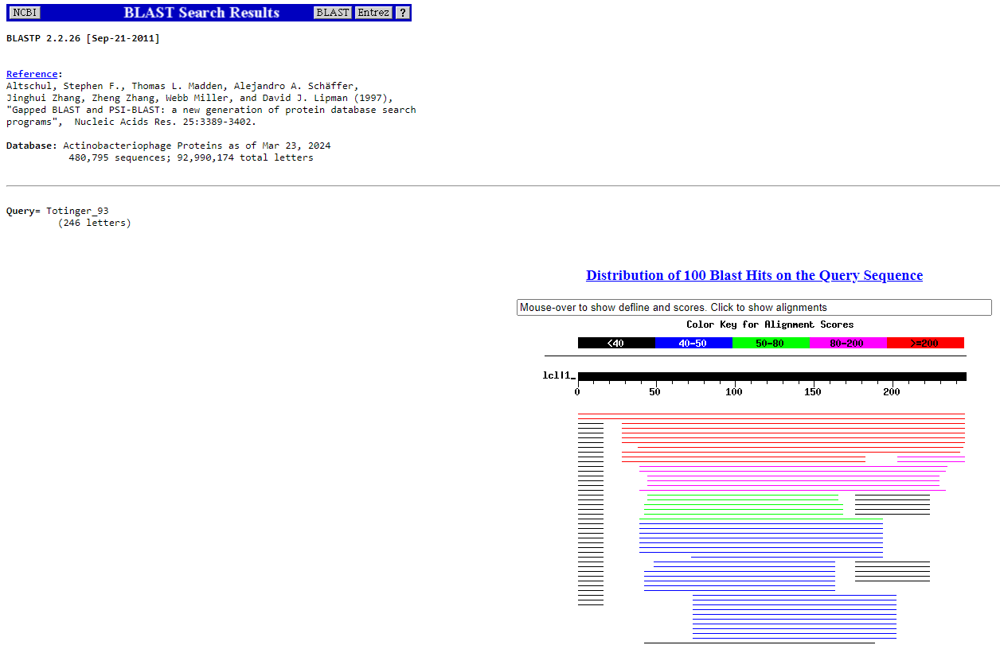 NCBI BLAST Search Results BLAST Entrez ?
BLASTP 2.2.26 [Sep-21-2011]
Reference:
Altschul, Stephen F., Thomas L. Madden, Alejandro A. Schäffer,
Jinghui Zhang, Zheng Zhang, Webb Miller, and David J. Lipman (1997),
"Gapped BLAST and PSI-BLAST: a new generation of protein database search
programs",  Nucleic Acids Res. 25:3389-3402.
Database: Actinobacteriophage Proteins as of Mar 23, 2024
480,795 sequences; 92,990,174 total letters
Query= Totinger_93
(246 letters)
Distribution of 100 Blast Hits on the Query Sequence
Mouse-over to show defline and scores. Click to show alignments
Color Key for Alignment Scores
<40 40-50 50-80 80-200 >=200
lcl|1_
0 50 100 150 200